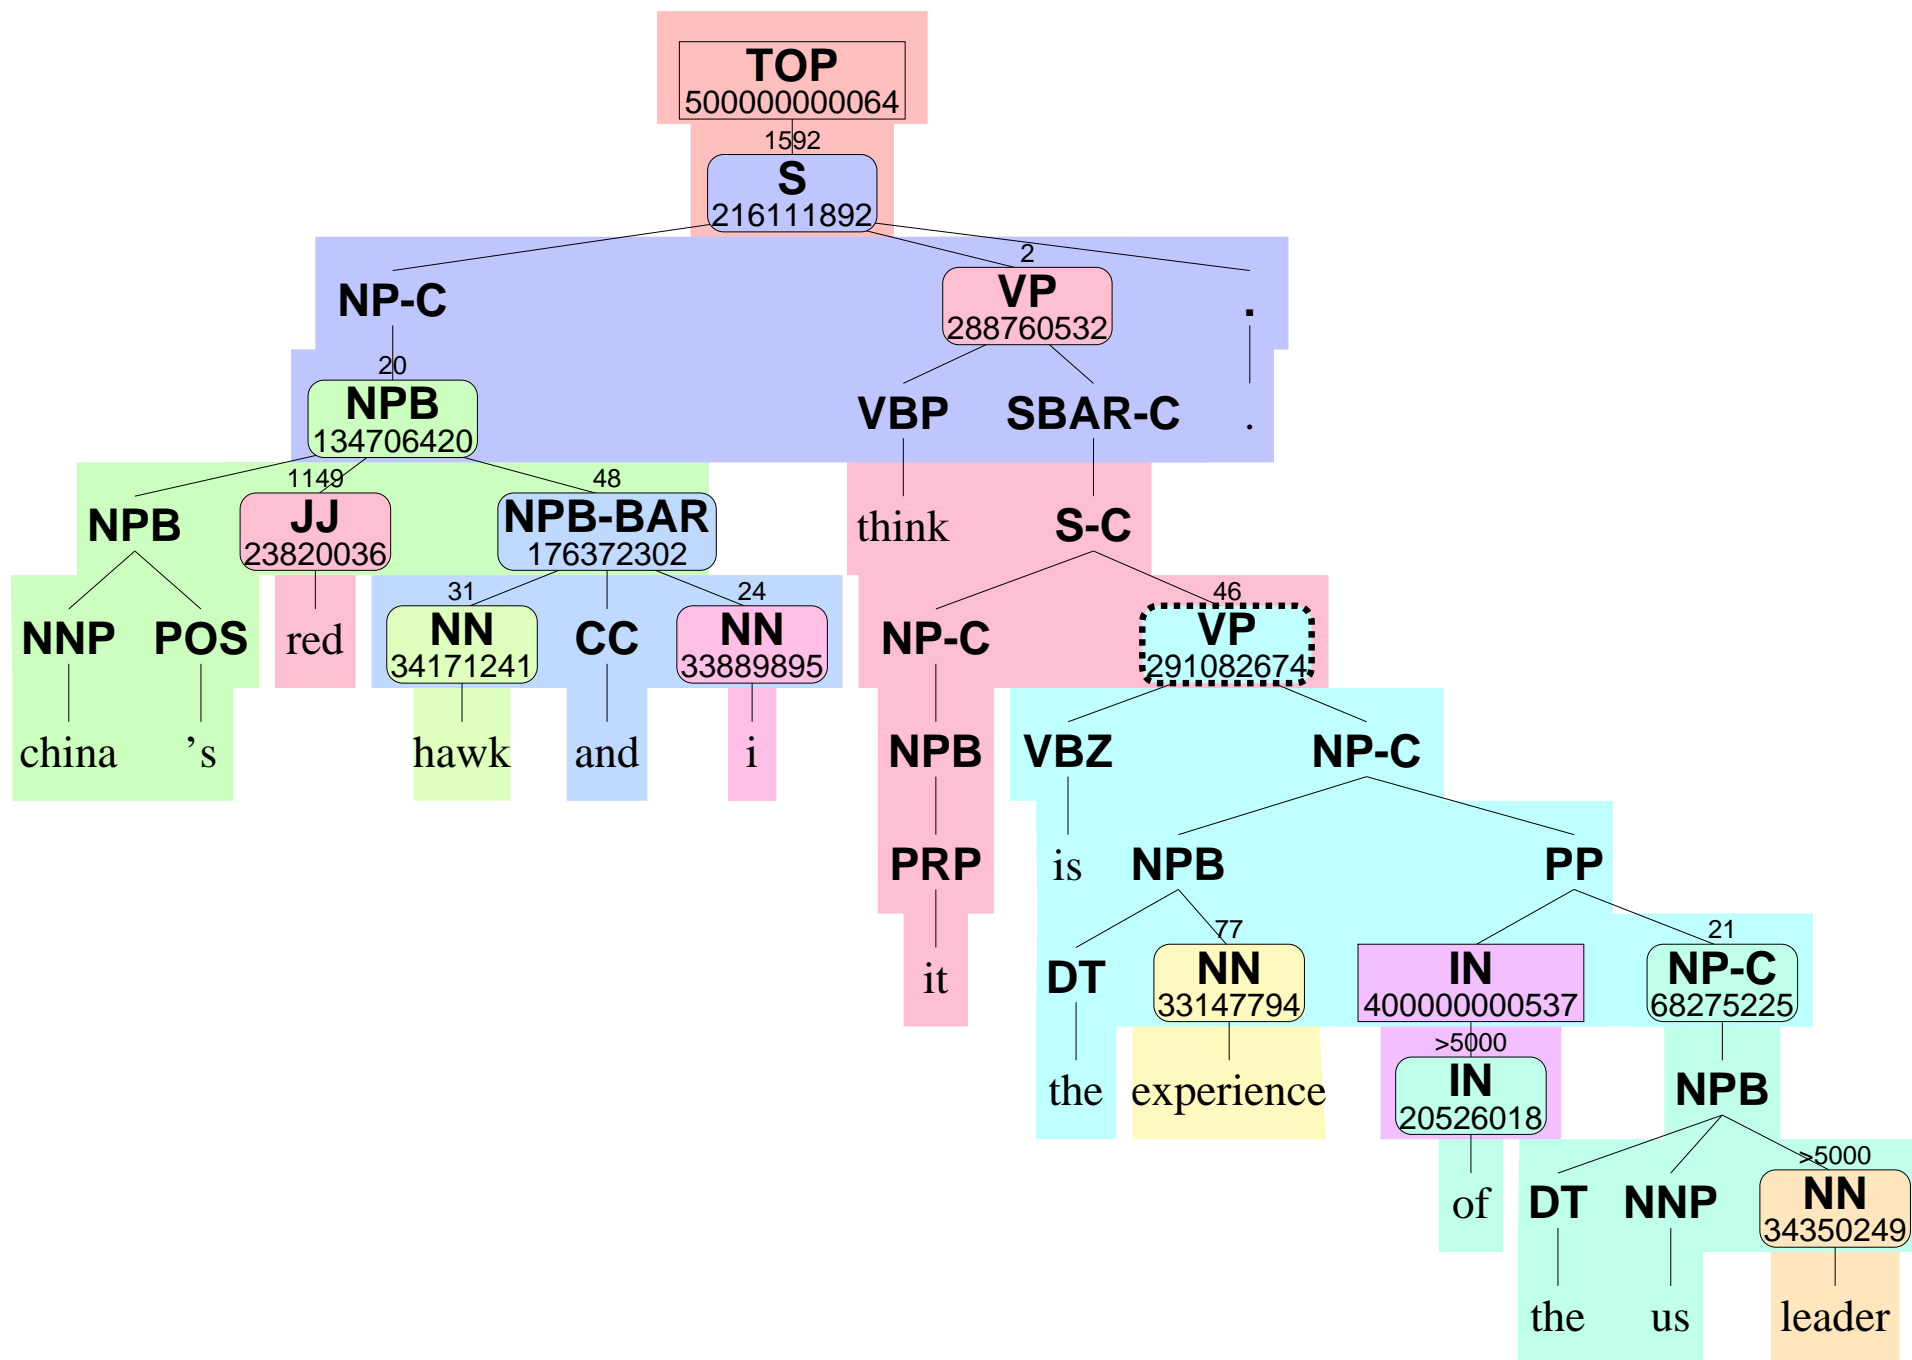 TOP
500000000064
1592
S
216111892
2
NP-C VP .
288760532
20
NPB VBP SBAR-C .
134706420
1149 48
NPB JJ NPB-BAR think S-C
23820036 176372302
31 24 46
NNP POS red NN CC NN NP-C VP
34171241 33889895 291082674
china 's hawk and i NPB VBZ NP-C
PRP is NPB PP
77 21
it DT NN IN NP-C
33147794 400000000537 68275225
>5000
the experience IN NPB
20526018
>5000
of DT NNP NN
34350249
the us leader